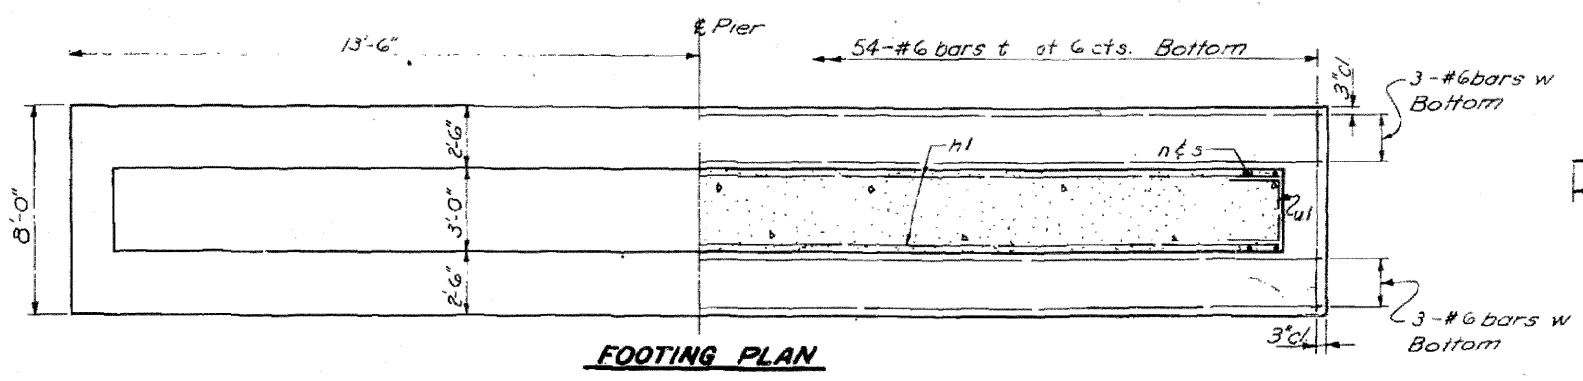 ℄ Pier
13'-6"
54-#6 bars t at 6 cts. Bottom
3"cl.
3-#6 bars w
Bottom
2'-6"
h1
n & s
8'-0"
3'-0"
u1
2'-6"
3-#6 bars w
Bottom
3"cl.
FOOTING PLAN